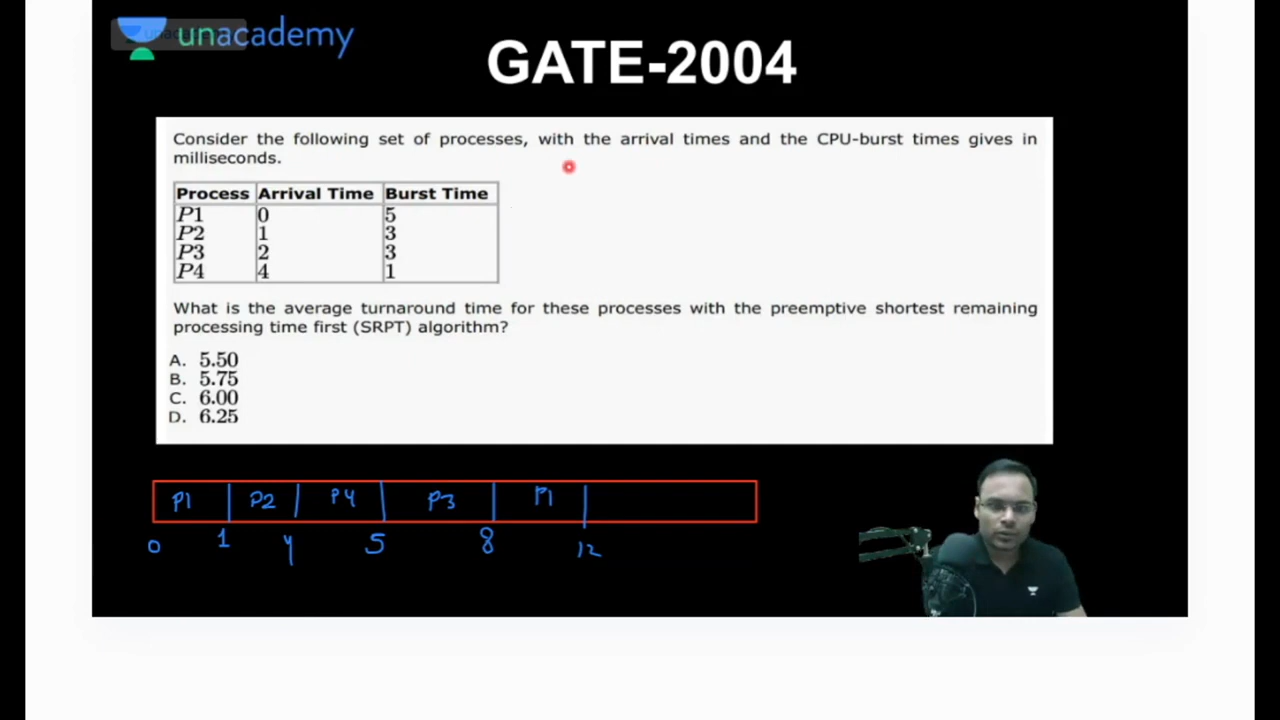 unacademy
GATE-2004
Consider the following set of processes, with the arrival times and the CPU-burst times gives in
milliseconds.
Process Arrival Time Burst Time
P1 0 5
P2 1 3
P3 2 3
P4 4 1
What is the average turnaround time for these processes with the preemptive shortest remaining
processing time first (SRPT) algorithm?
A. 5.50
B. 5.75
C. 6.00
D. 6.25
P1 P2 P4 P3 P1
0 1 4 5 8 12